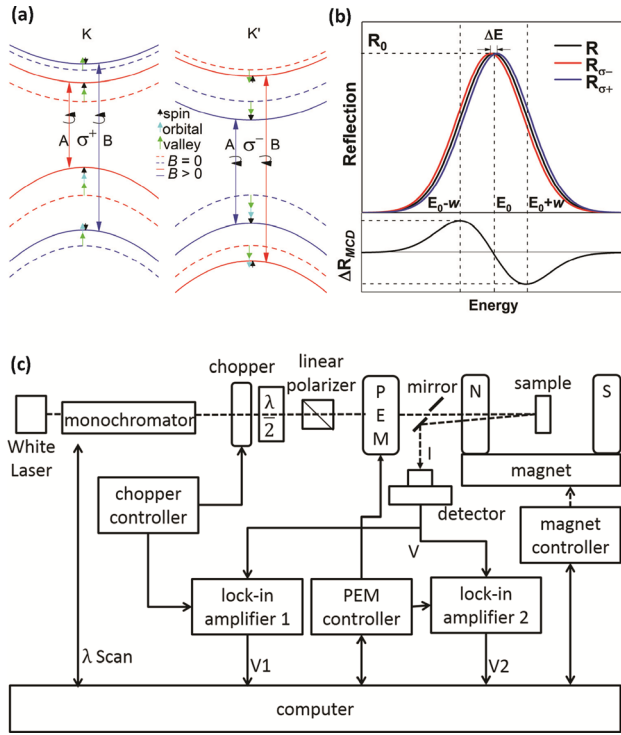 (a)
K
K'
A
σ+
B
A
σ−
B
spin
orbital
valley
B = 0
B > 0
(b)
ΔE
R0
R
Rσ−
Rσ+
Reflection
E0-w
E0
E0+w
ΔRMCD
Energy
(c)
chopper
linear
polarizer
mirror
sample
White
Laser
monochromator
λ
2
P
E
M
N
S
I
magnet
detector
chopper
controller
V
magnet
controller
lock-in
amplifier 1
PEM
controller
lock-in
amplifier 2
λ Scan
V1
V2
computer